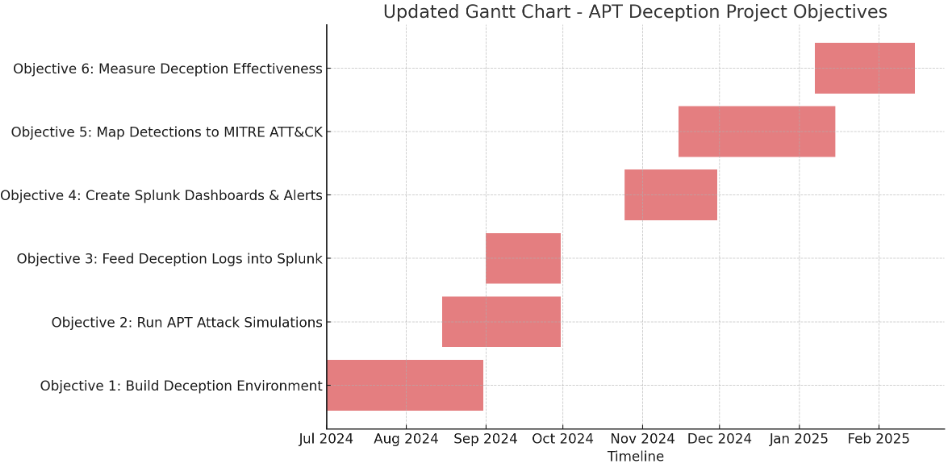 Updated Gantt Chart - APT Deception Project Objectives
Objective 6: Measure Deception Effectiveness
Objective 5: Map Detections to MITRE ATT&CK
Objective 4: Create Splunk Dashboards & Alerts
Objective 3: Feed Deception Logs into Splunk
Objective 2: Run APT Attack Simulations
Objective 1: Build Deception Environment
Jul 2024 Aug 2024 Sep 2024 Oct 2024 Nov 2024 Dec 2024 Jan 2025 Feb 2025
Timeline